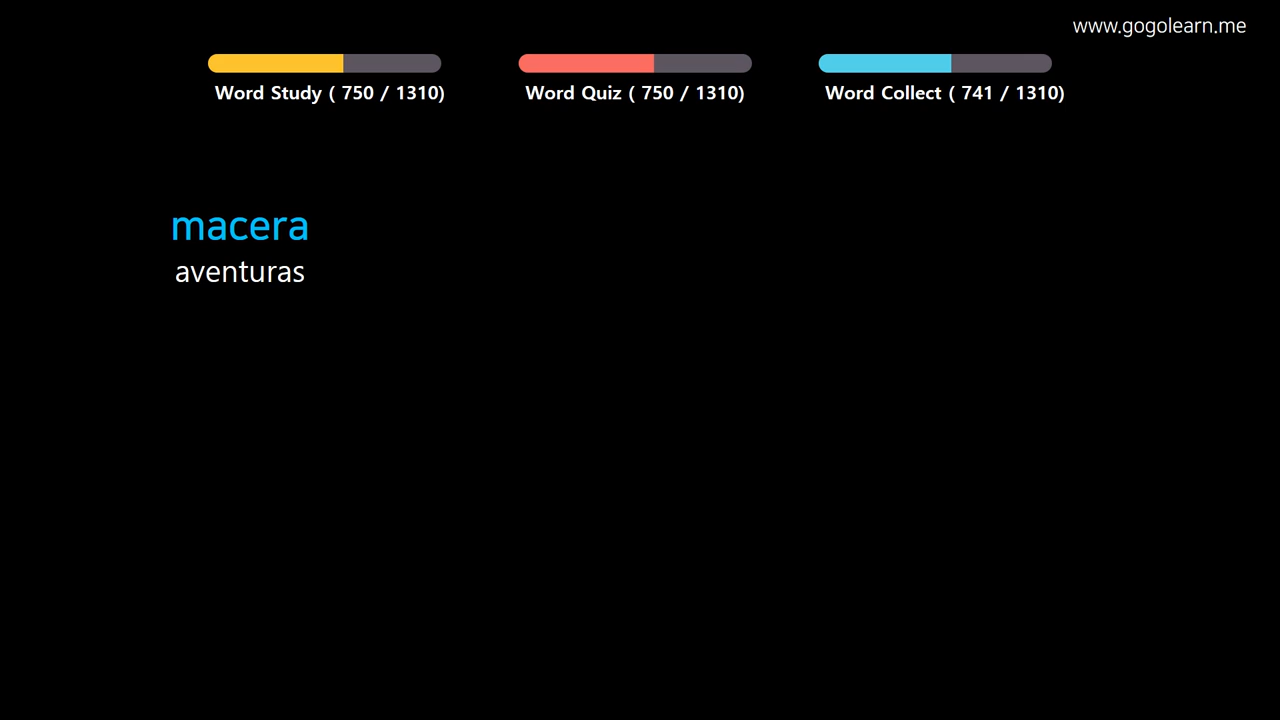 www.gogolearn.me
Word Study ( 750 / 1310)
Word Quiz ( 750 / 1310)
Word Collect ( 741 / 1310)
macera
aventuras